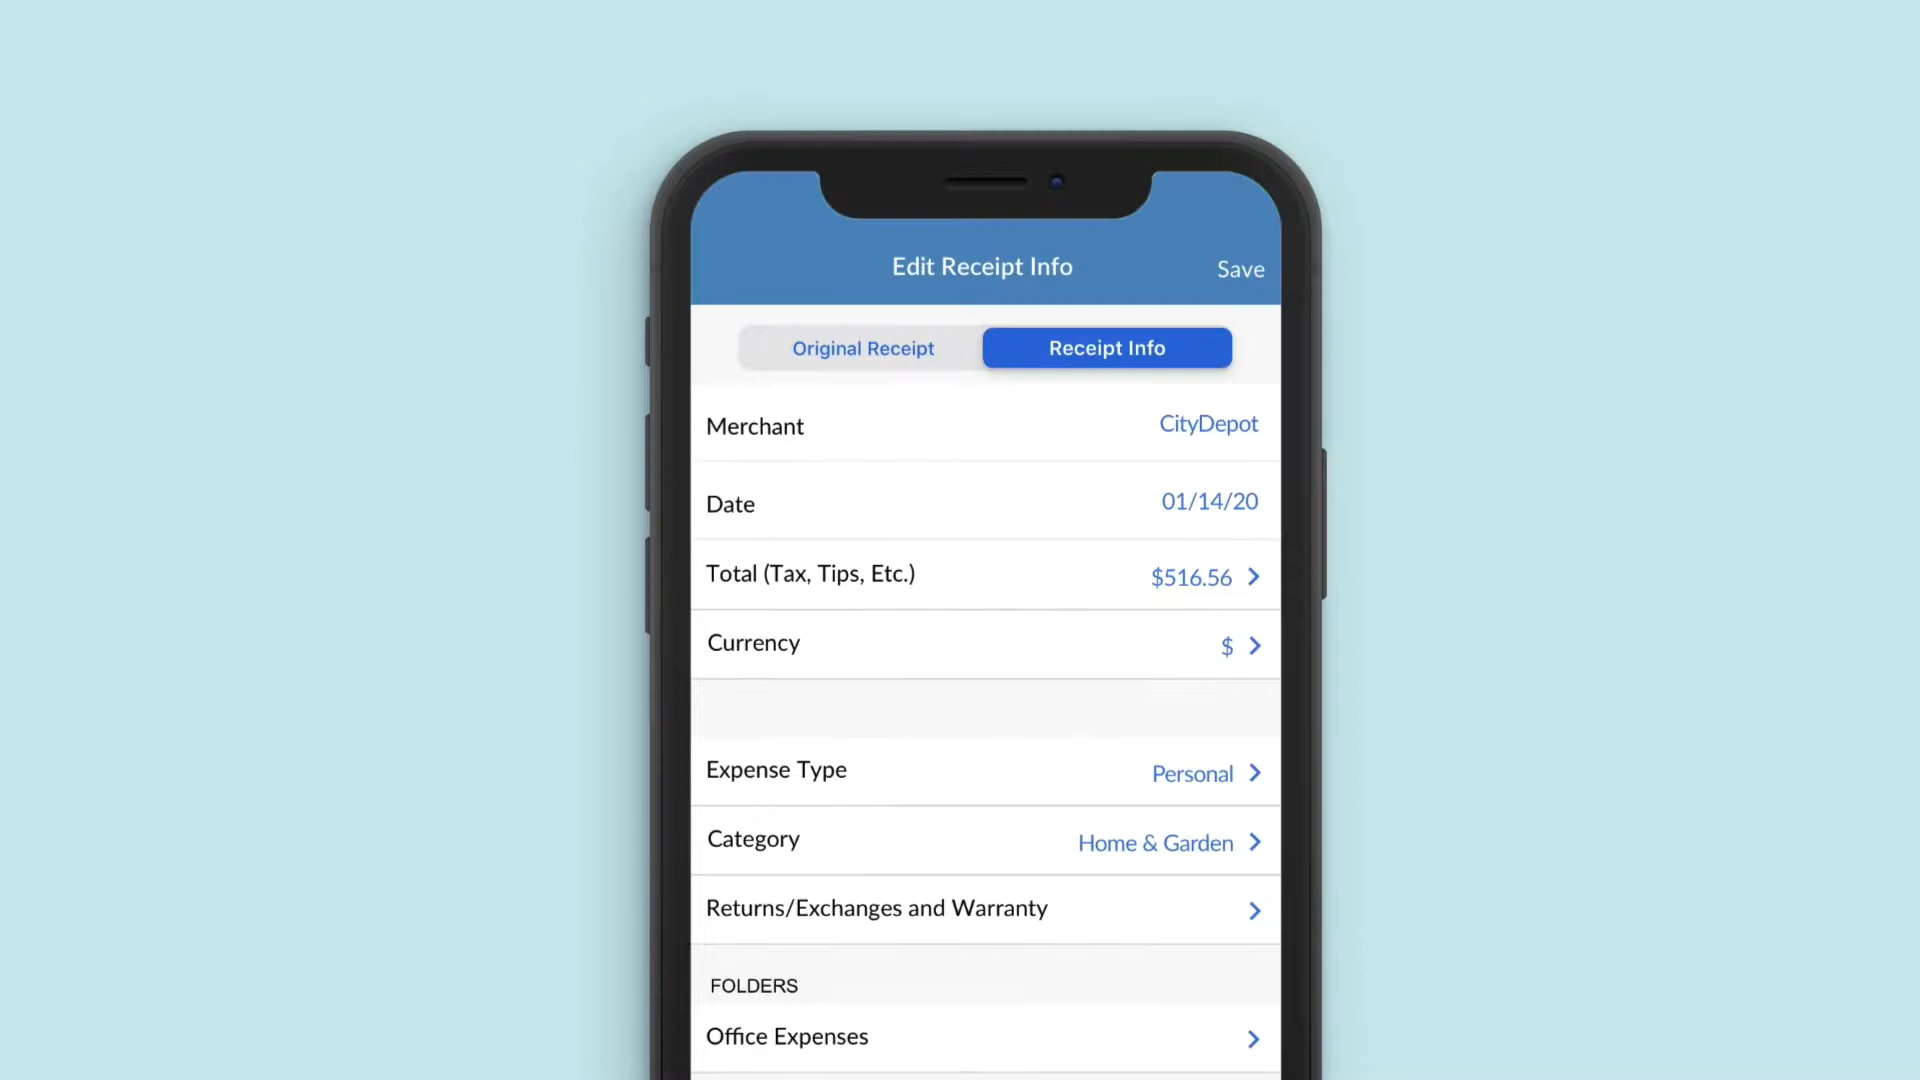 Edit Receipt Info
Save
Original Receipt
Receipt Info
Merchant
CityDepot
Date
01/14/20
Total (Tax, Tips, Etc.)
$516.56
Currency
$
Expense Type
Personal
Category
Home & Garden
Returns/Exchanges and Warranty
FOLDERS
Office Expenses